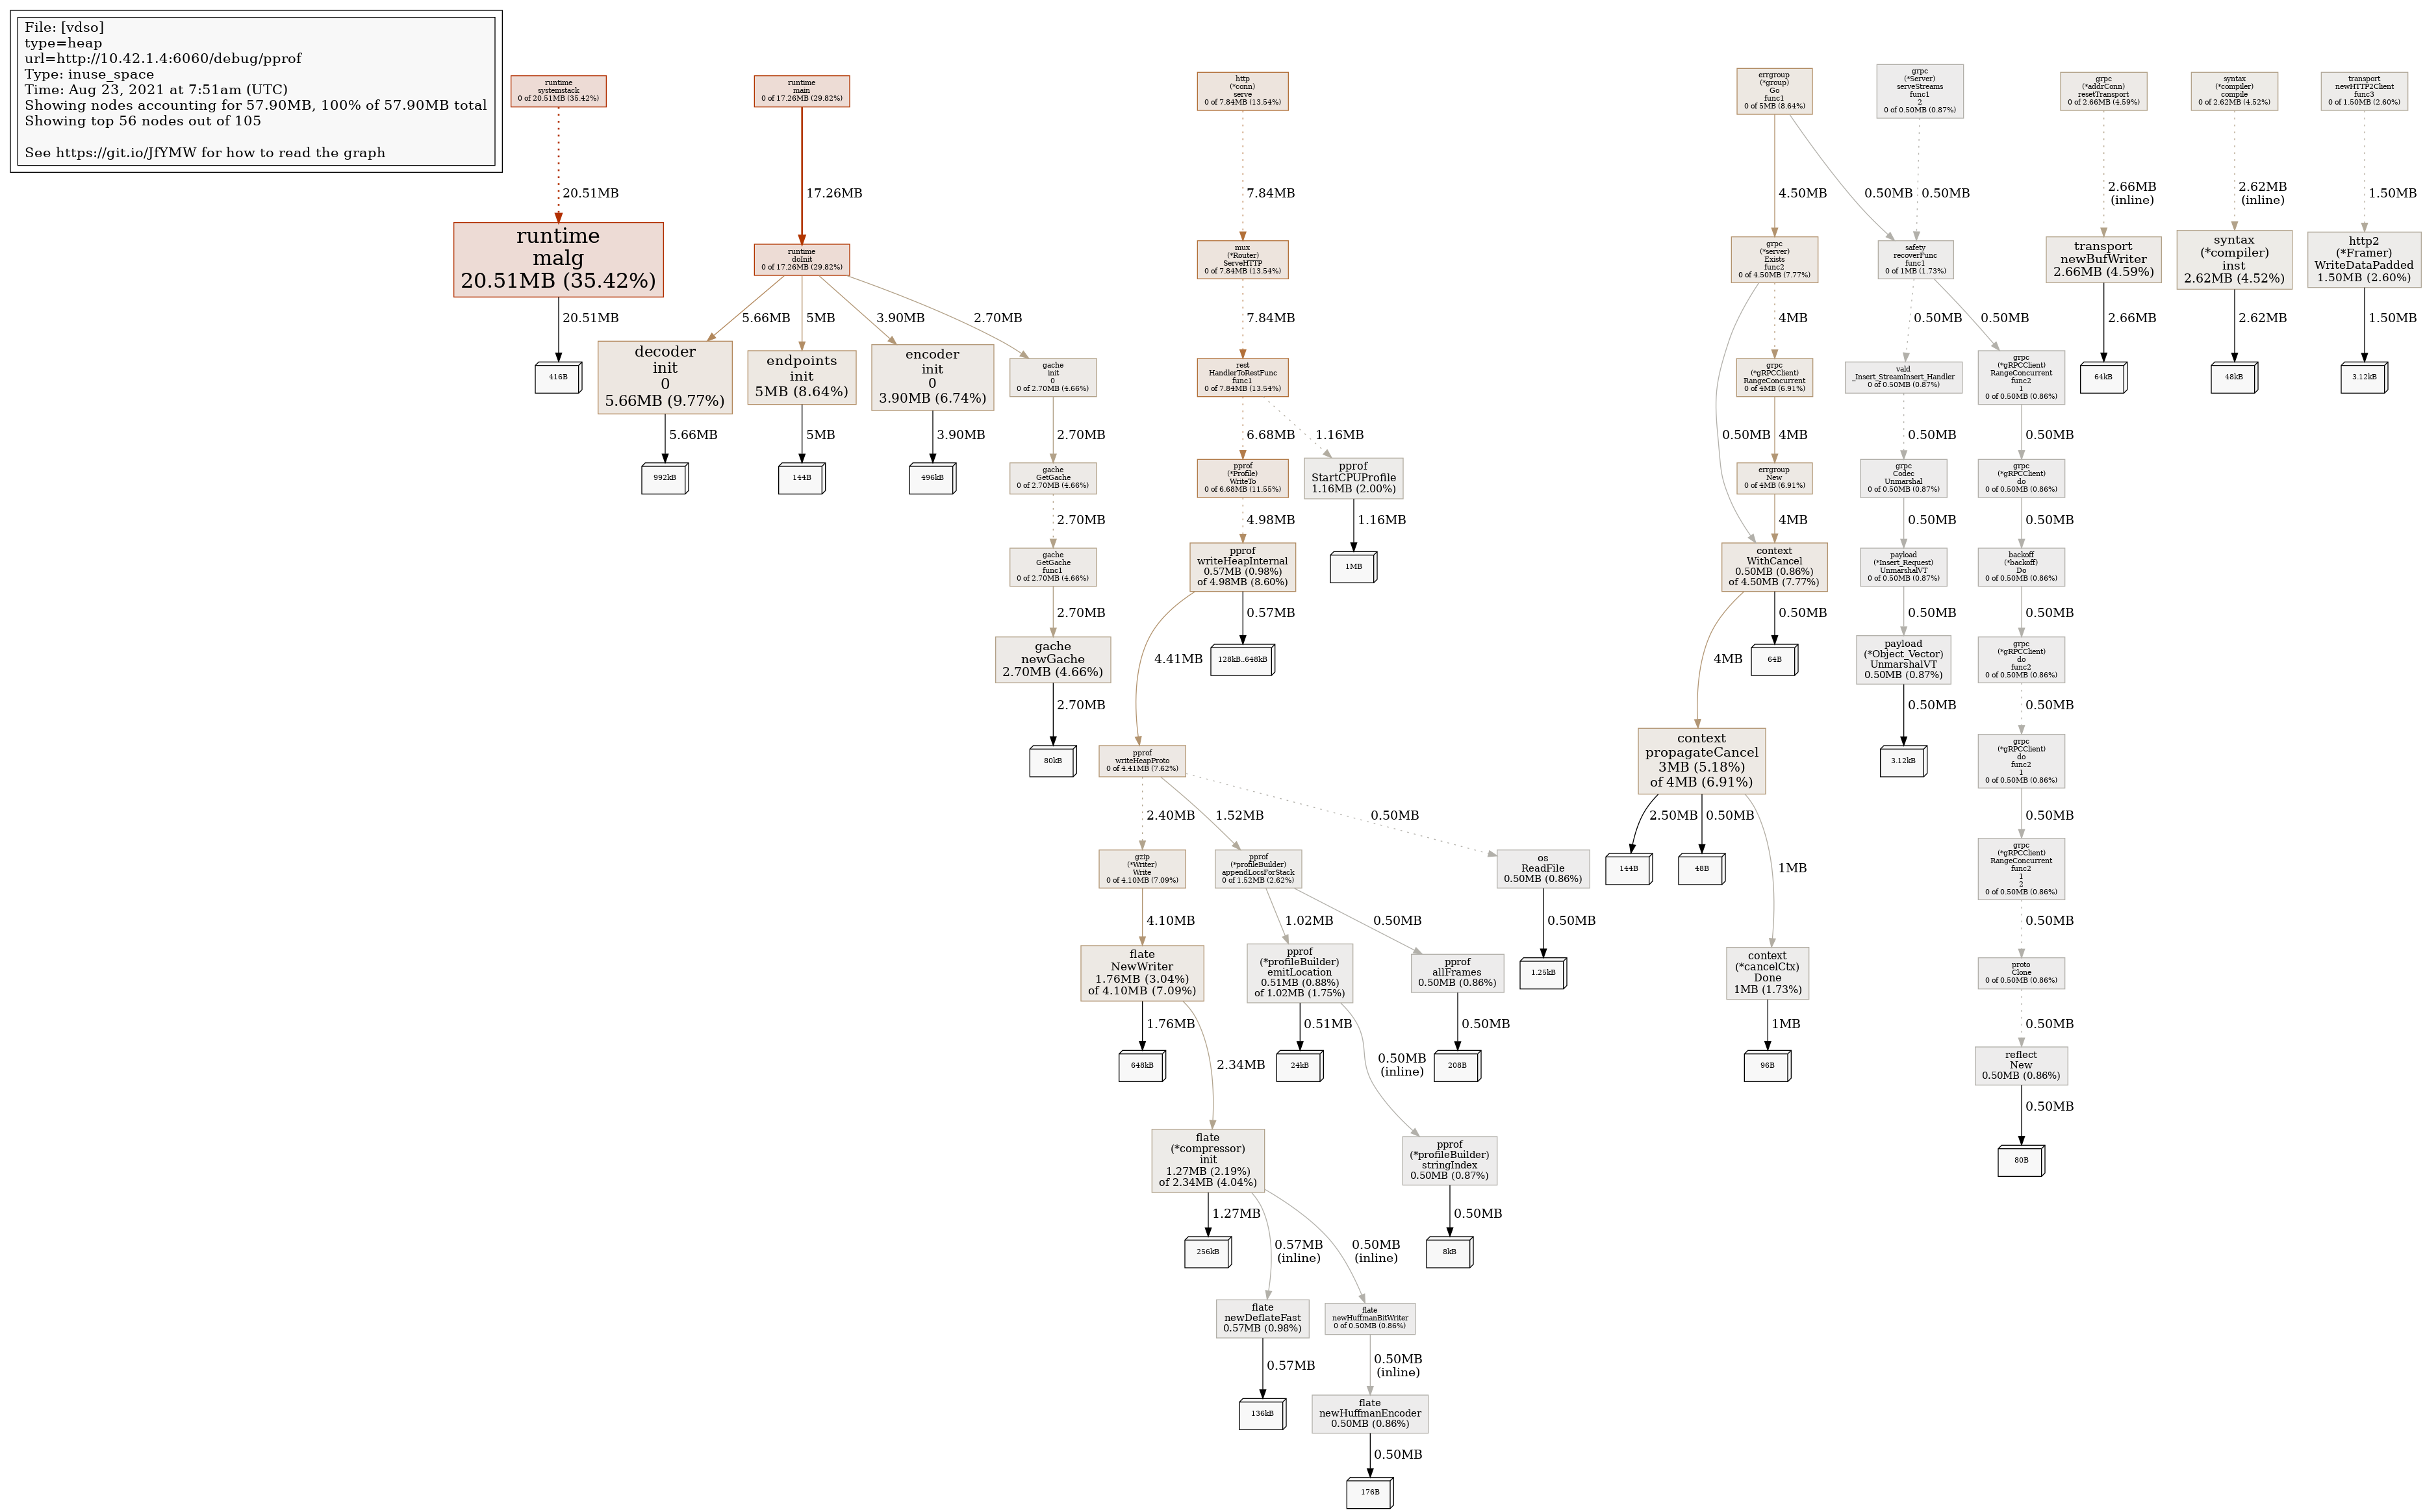 File: [vdso]
type=heap
url=http://10.42.1.4:6060/debug/pprof
Type: inuse_space
Time: Aug 23, 2021 at 7:51am (UTC)
Showing nodes accounting for 57.90MB, 100% of 57.90MB total
Showing top 56 nodes out of 105
See https://git.io/JfYMW for how to read the graph
runtime
systemstack
0 of 20.51MB (35.42%)
20.51MB
runtime
malg
20.51MB (35.42%)
20.51MB
416B
runtime
main
0 of 17.26MB (29.82%)
17.26MB
runtime
doInit
0 of 17.26MB (29.82%)
5.66MB
5MB
3.90MB
2.70MB
decoder
init
0
5.66MB (9.77%)
5.66MB
992kB
endpoints
init
5MB (8.64%)
5MB
144B
encoder
init
0
3.90MB (6.74%)
3.90MB
496kB
gache
init
0
0 of 2.70MB (4.66%)
2.70MB
gache
GetGache
0 of 2.70MB (4.66%)
2.70MB
gache
GetGache
func1
0 of 2.70MB (4.66%)
2.70MB
gache
newGache
2.70MB (4.66%)
2.70MB
80kB
http
(*conn)
serve
0 of 7.84MB (13.54%)
7.84MB
mux
(*Router)
ServeHTTP
0 of 7.84MB (13.54%)
7.84MB
rest
HandlerToRestFunc
func1
0 of 7.84MB (13.54%)
6.68MB
1.16MB
pprof
(*Profile)
WriteTo
0 of 6.68MB (11.55%)
4.98MB
pprof
StartCPUProfile
1.16MB (2.00%)
1.16MB
1MB
pprof
writeHeapInternal
0.57MB (0.98%)
of 4.98MB (8.60%)
4.41MB
0.57MB
128kB..648kB
pprof
writeHeapProto
0 of 4.41MB (7.62%)
2.40MB
1.52MB
0.50MB
gzip
(*Writer)
Write
0 of 4.10MB (7.09%)
4.10MB
pprof
(*profileBuilder)
appendLocsForStack
0 of 1.52MB (2.62%)
1.02MB
0.50MB
os
ReadFile
0.50MB (0.86%)
0.50MB
1.25kB
flate
NewWriter
1.76MB (3.04%)
of 4.10MB (7.09%)
1.76MB
648kB
2.34MB
pprof
(*profileBuilder)
emitLocation
0.51MB (0.88%)
of 1.02MB (1.75%)
0.51MB
24kB
0.50MB
(inline)
pprof
allFrames
0.50MB (0.86%)
0.50MB
208B
flate
(*compressor)
init
1.27MB (2.19%)
of 2.34MB (4.04%)
1.27MB
256kB
0.57MB
(inline)
0.50MB
(inline)
pprof
(*profileBuilder)
stringIndex
0.50MB (0.87%)
0.50MB
8kB
flate
newDeflateFast
0.57MB (0.98%)
0.57MB
136kB
flate
newHuffmanBitWriter
0 of 0.50MB (0.86%)
0.50MB
(inline)
flate
newHuffmanEncoder
0.50MB (0.86%)
0.50MB
176B
errgroup
(*group)
Go
func1
0 of 5MB (8.64%)
4.50MB
0.50MB
grpc
(*Server)
serveStreams
func1
2
0 of 0.50MB (0.87%)
0.50MB
grpc
(*server)
Exists
func2
0 of 4.50MB (7.77%)
0.50MB
4MB
safety
recoverFunc
func1
0 of 1MB (1.73%)
0.50MB
0.50MB
grpc
(*gRPCClient)
RangeConcurrent
0 of 4MB (6.91%)
4MB
errgroup
New
0 of 4MB (6.91%)
4MB
context
WithCancel
0.50MB (0.86%)
of 4.50MB (7.77%)
4MB
0.50MB
64B
context
propagateCancel
3MB (5.18%)
of 4MB (6.91%)
2.50MB
144B
0.50MB
48B
1MB
context
(*cancelCtx)
Done
1MB (1.73%)
1MB
96B
vald
_Insert_StreamInsert_Handler
0 of 0.50MB (0.87%)
0.50MB
grpc
Codec
Unmarshal
0 of 0.50MB (0.87%)
0.50MB
payload
(*Insert_Request)
UnmarshalVT
0 of 0.50MB (0.87%)
0.50MB
payload
(*Object_Vector)
UnmarshalVT
0.50MB (0.87%)
0.50MB
3.12kB
grpc
(*gRPCClient)
RangeConcurrent
func2
1
0 of 0.50MB (0.86%)
0.50MB
grpc
(*gRPCClient)
do
0 of 0.50MB (0.86%)
0.50MB
backoff
(*backoff)
Do
0 of 0.50MB (0.86%)
0.50MB
grpc
(*gRPCClient)
do
func2
0 of 0.50MB (0.86%)
0.50MB
grpc
(*gRPCClient)
do
func2
1
0 of 0.50MB (0.86%)
0.50MB
grpc
(*gRPCClient)
RangeConcurrent
func2
1
2
0 of 0.50MB (0.86%)
0.50MB
proto
Clone
0 of 0.50MB (0.86%)
0.50MB
reflect
New
0.50MB (0.86%)
0.50MB
80B
grpc
(*addrConn)
resetTransport
0 of 2.66MB (4.59%)
2.66MB
(inline)
transport
newBufWriter
2.66MB (4.59%)
2.66MB
64kB
syntax
(*compiler)
compile
0 of 2.62MB (4.52%)
2.62MB
(inline)
syntax
(*compiler)
inst
2.62MB (4.52%)
2.62MB
48kB
transport
newHTTP2Client
func3
0 of 1.50MB (2.60%)
1.50MB
http2
(*Framer)
WriteDataPadded
1.50MB (2.60%)
1.50MB
3.12kB